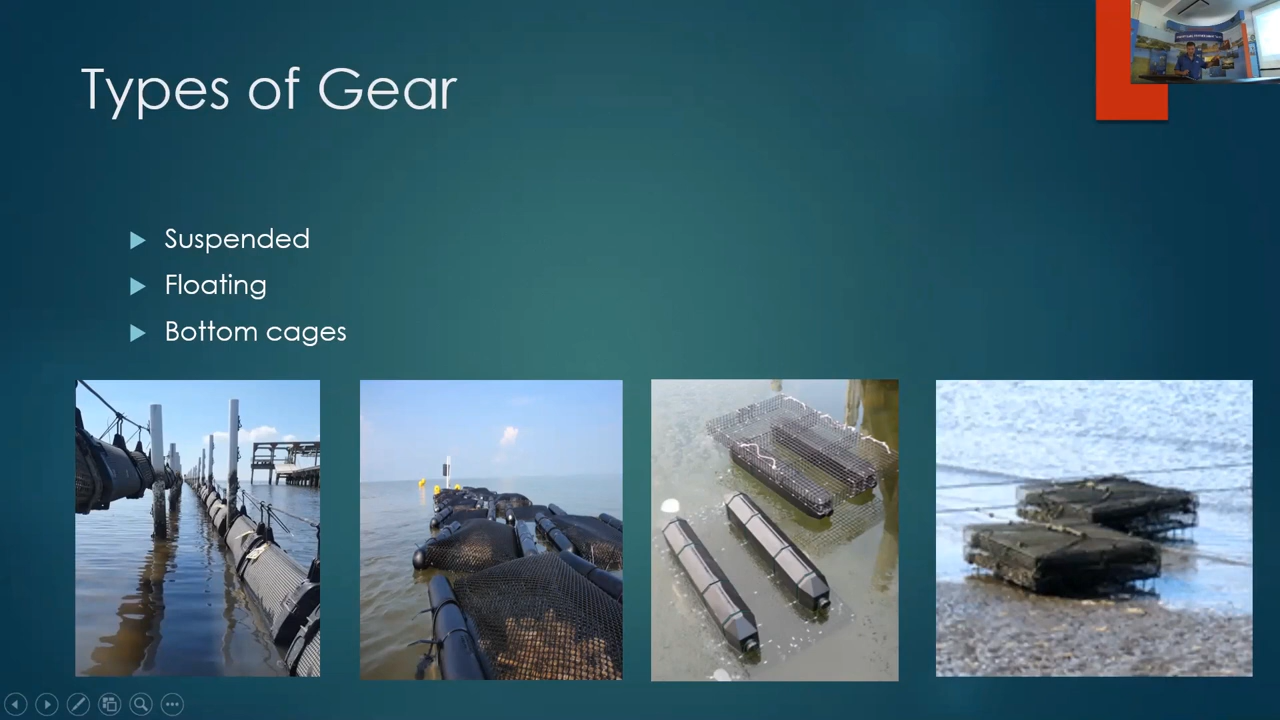 Types of Gear
Suspended
Floating
Bottom cages